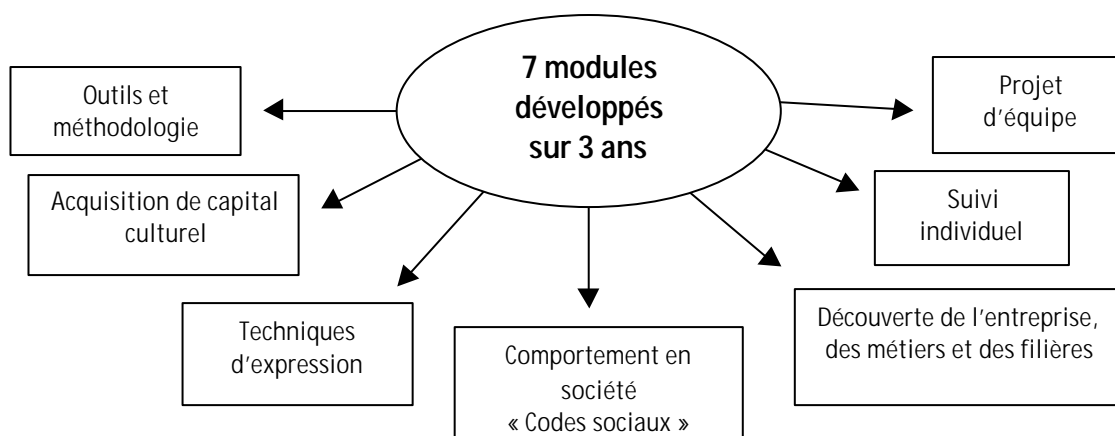 7 modules
développés
sur 3 ans
Outils et
méthodologie
Acquisition de capital
culturel
Techniques
d'expression
Comportement en
société
« Codes sociaux »
Découverte de l'entreprise,
des métiers et des filières
Suivi
individuel
Projet
d'équipe